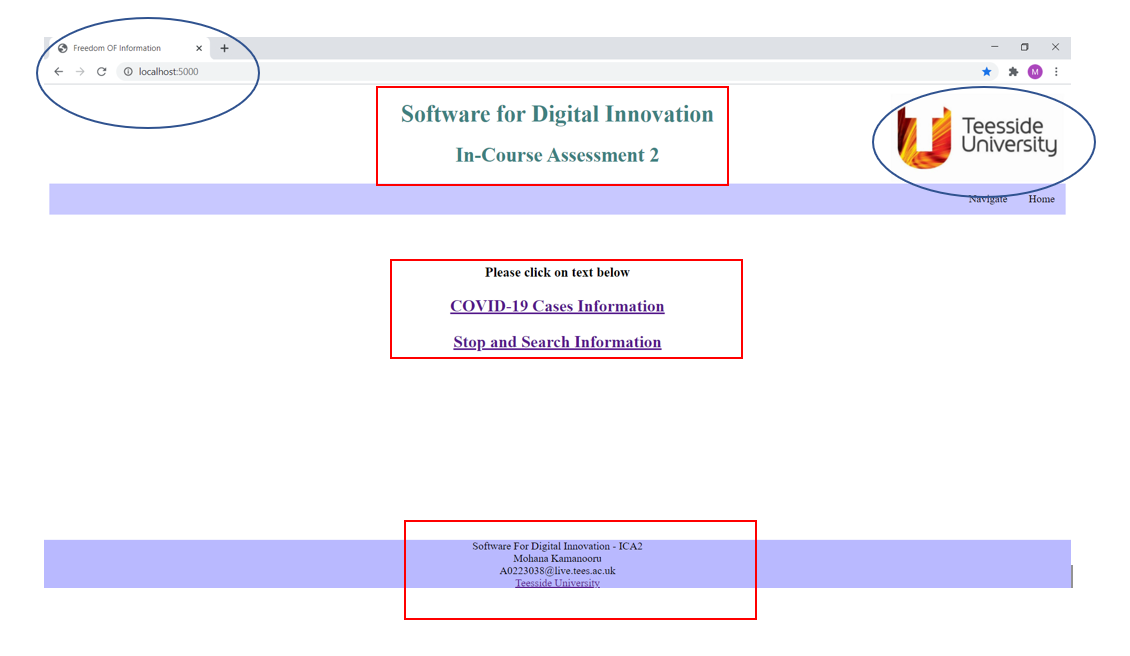 Freedom OF Information
localhost:5000
M
Software for Digital Innovation
In-Course Assessment 2
Teesside
University
Navigate Home
Please click on text below
COVID-19 Cases Information
Stop and Search Information
Software For Digital Innovation - ICA2
Mohana Kamanooru
A0223038@live.tees.ac.uk
Teesside University